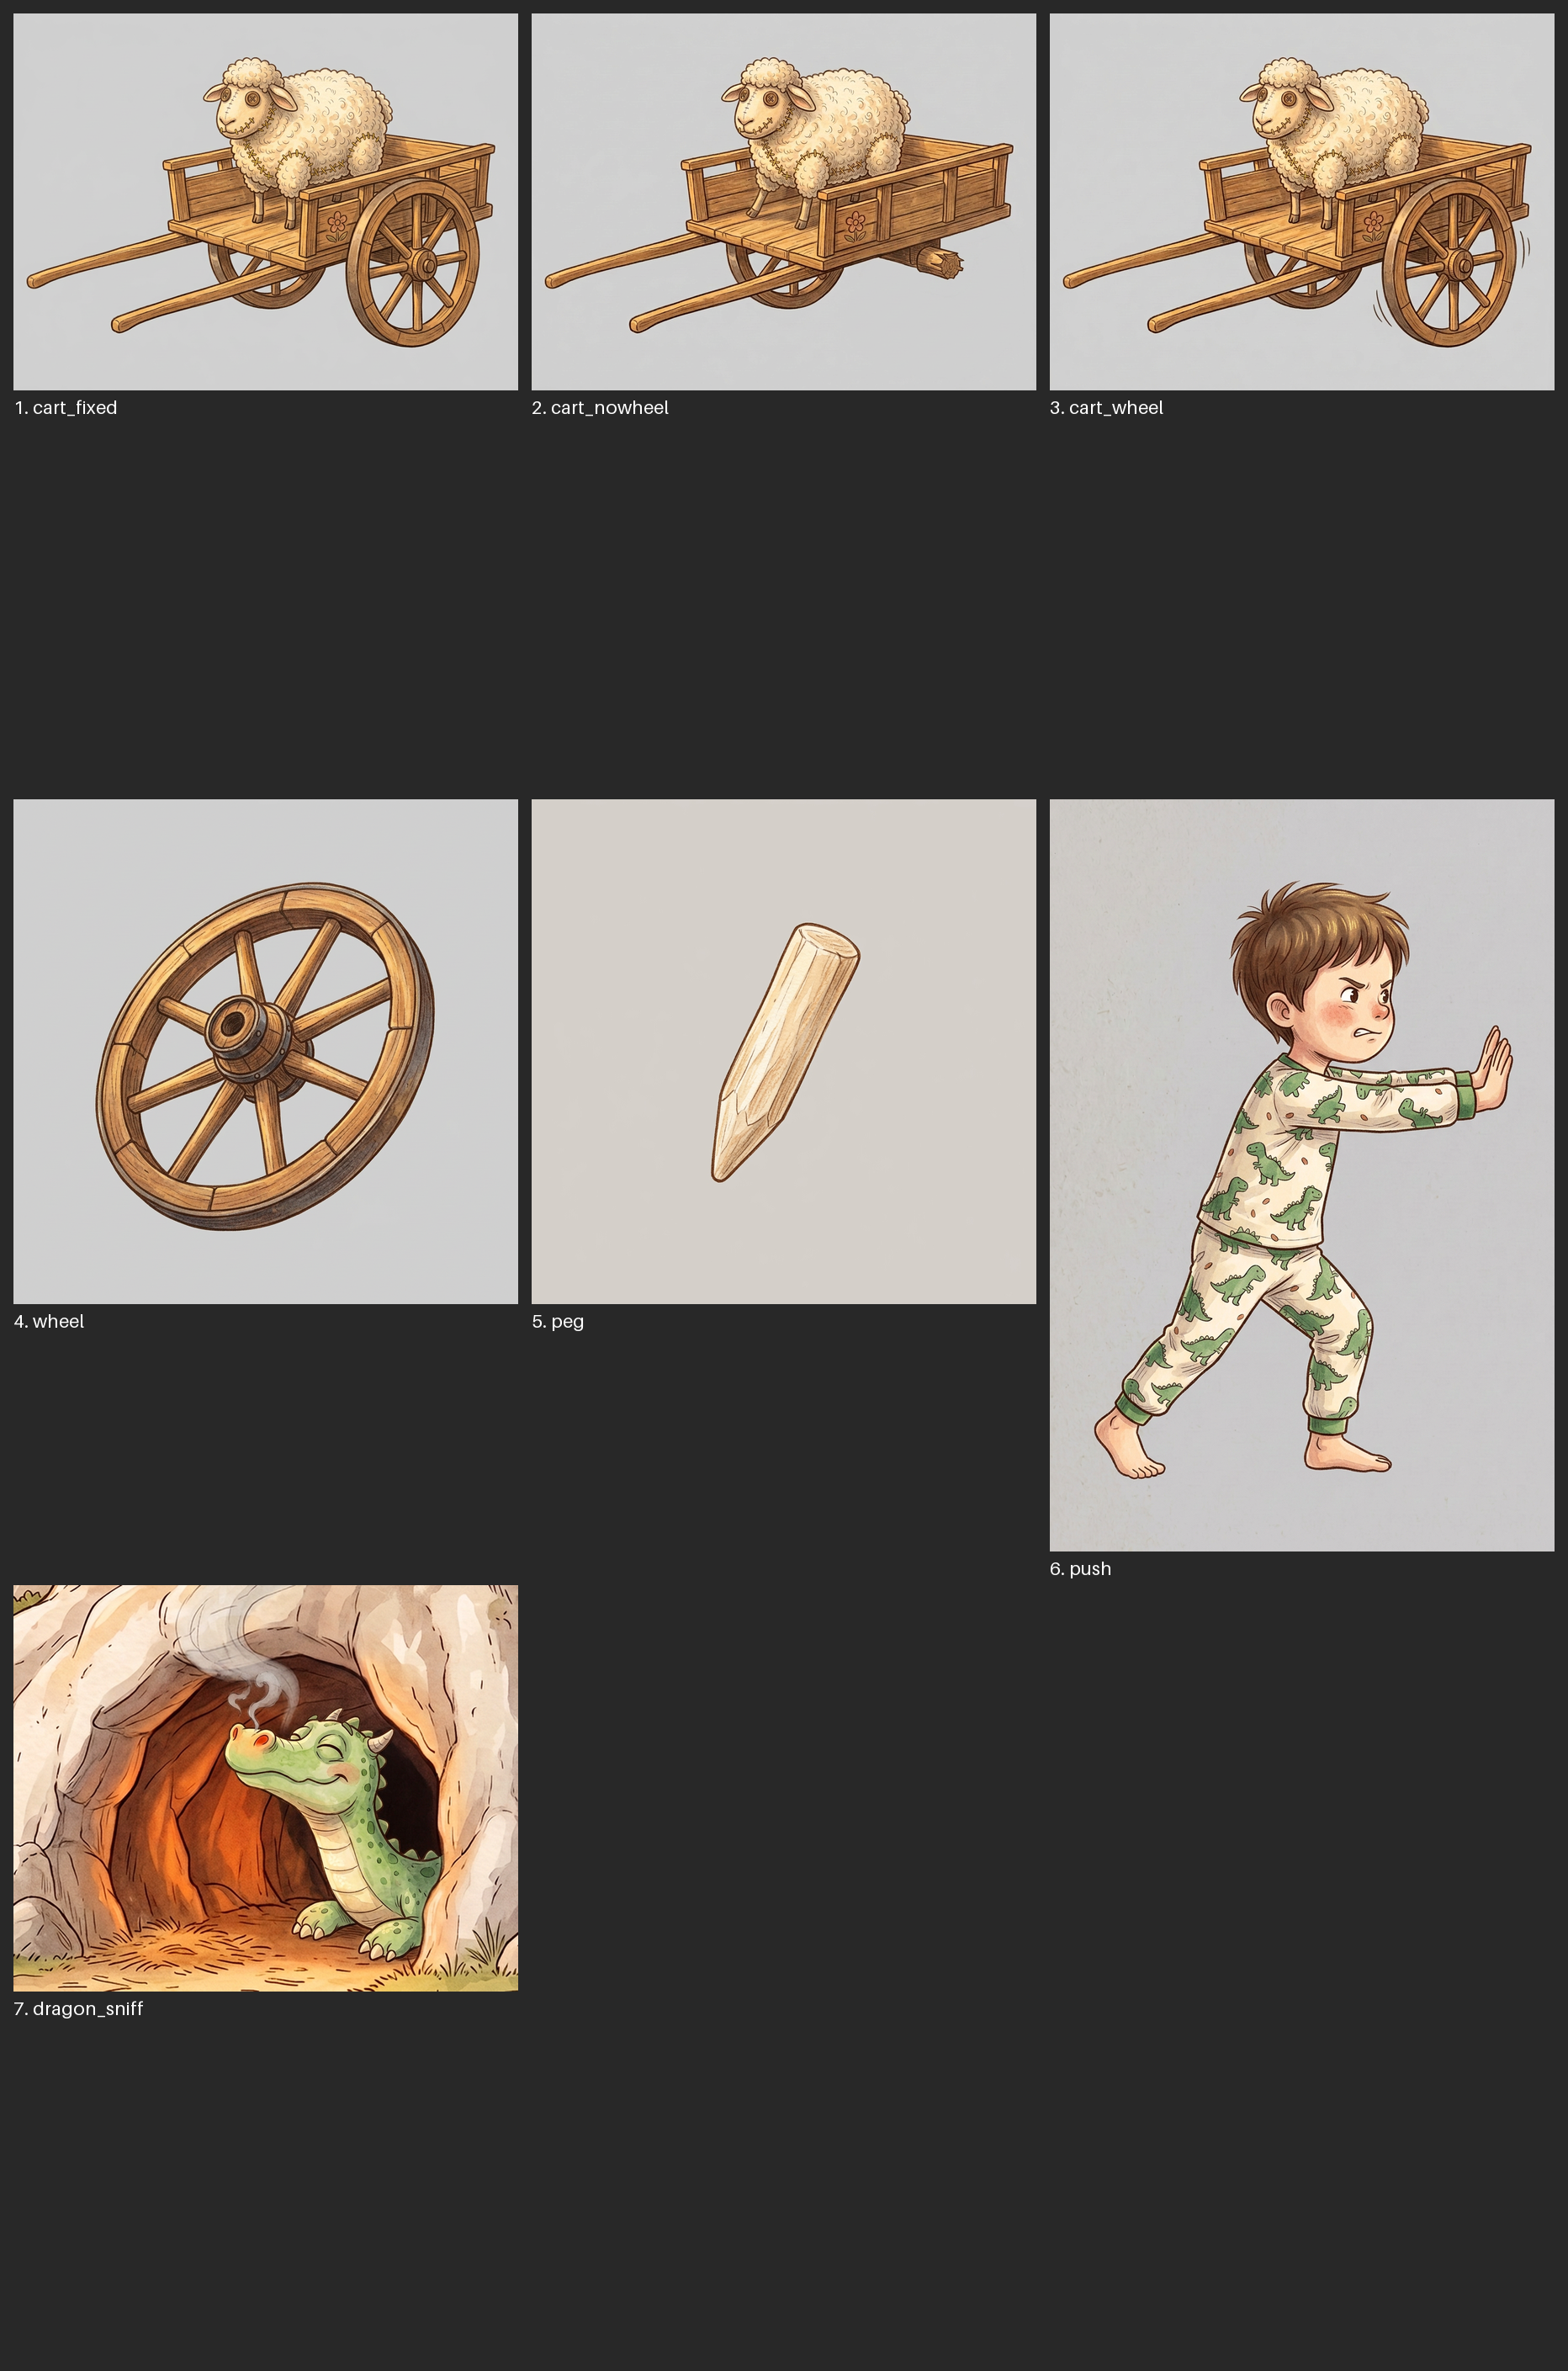 1. cart_fixed
2. cart_nowheel
3. cart_wheel
4. wheel
5. peg
6. push
7. dragon_sniff